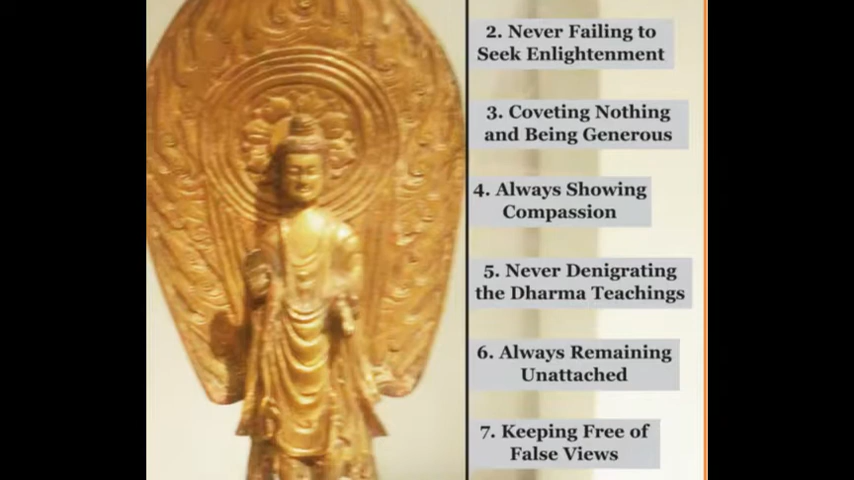 2. Never Failing to
Seek Enlightenment
3. Coveting Nothing
and Being Generous
4. Always Showing
Compassion
5. Never Denigrating
the Dharma Teachings
6. Always Remaining
Unattached
7. Keeping Free of
False Views